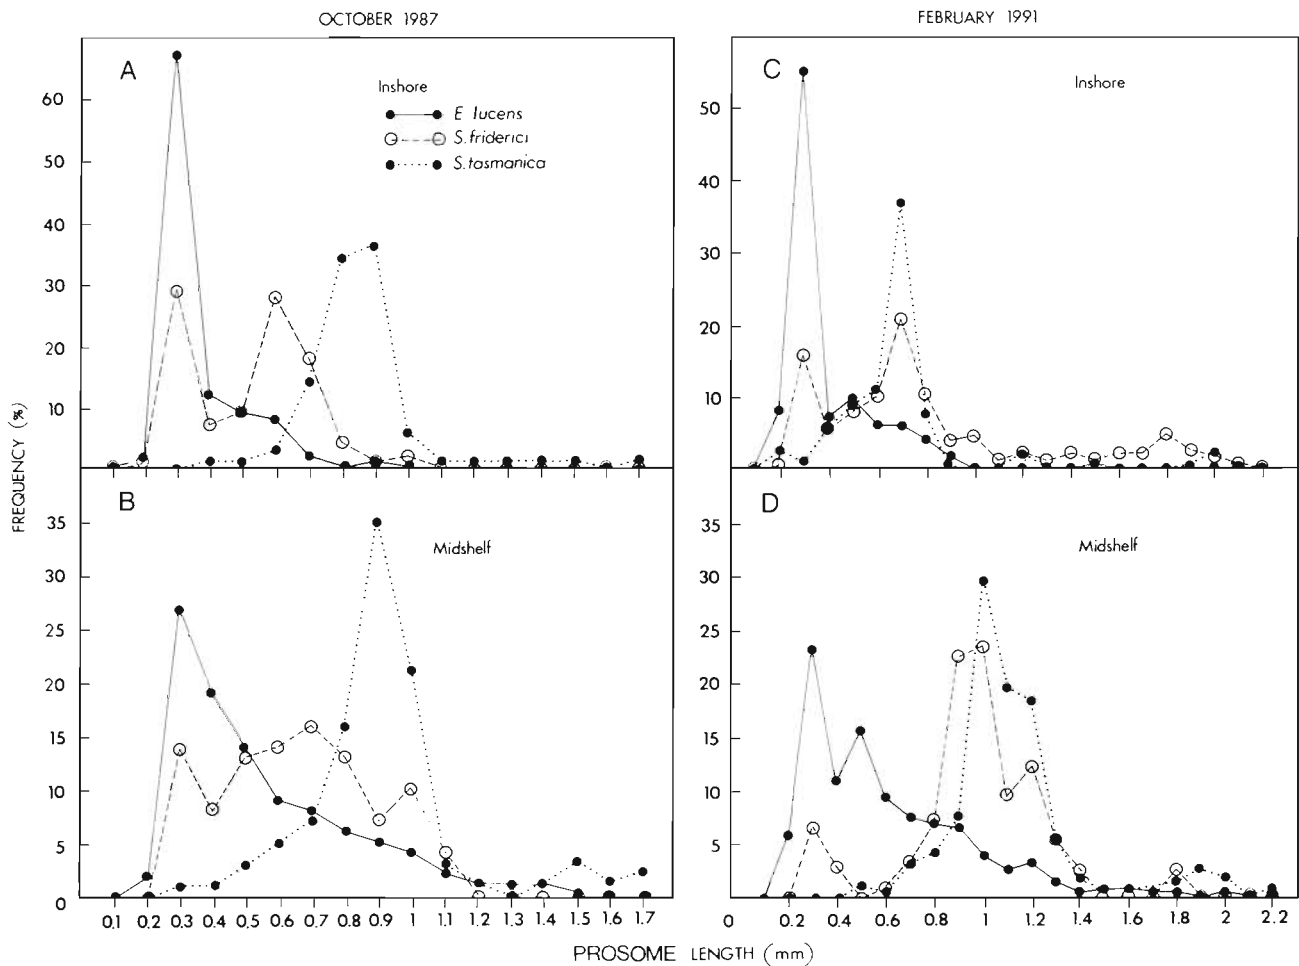 OCTOBER 1987
FEBRUARY 1991
A
Inshore
E lucens
S. friderici
S. tasmanica
60
50
40
30
20
10
C
Inshore
50
40
30
20
10
FREQUENCY (%)
B
Midshelf
35
30
25
20
15
10
5
0
0.1 0.2 0.3 0.4 0.5 0.6 0.7 0.8 0.9 1 1.1 1.2 1.3 1.4 1.5 1.6 1.7
D
Midshelf
35
30
25
20
15
10
5
0 0.2 0.4 0.6 0.8 1 1.2 1.4 1.6 1.8 2 2.2
PROSOME LENGTH (mm)